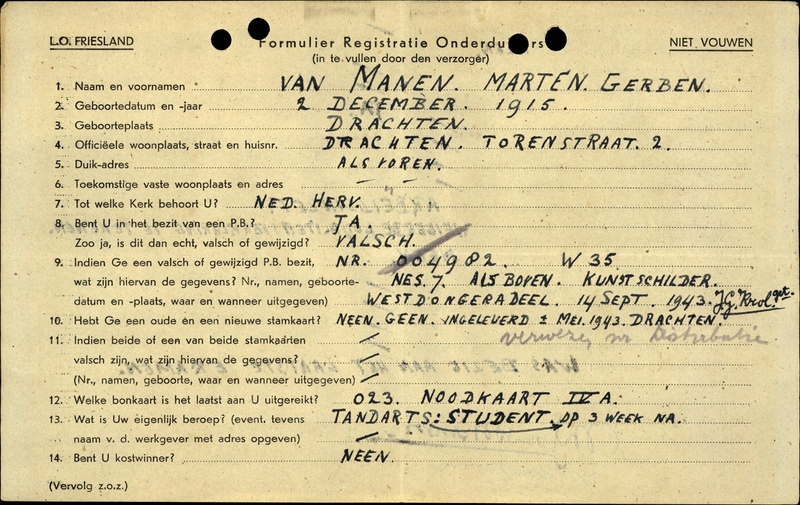 L.O. FRIESLAND Formulier Registratie Onderduikers NIET VOUWEN
(in te vullen door den verzorger)
1. Naam en voornamen VAN MANEN. MARTEN. GERBEN.
2. Geboortedatum en -jaar 2 DECEMBER. 1915.
3. Geboorteplaats DRACHTEN.
4. Officiëele woonplaats, straat en huisnr. DRACHTEN. TORENSTRAAT. 2.
5. Duik-adres ALS VOREN.
6. Toekomstige vaste woonplaats en adres — —
7. Tot welke Kerk behoort U? NED. HERV.
8. Bent U in het bezit van een P.B.? JA.
Zoo ja, is dit dan echt, valsch of gewijzigd? VALSCH.
9. Indien Ge een valsch of gewijzigd P.B. bezit, NR. 004982. W 35.
wat zijn hiervan de gegevens? Nr., namen, geboorte- NES. 7. ALS BOVEN. KUNSTSCHILDER.
datum en -plaats, waar en wanneer uitgegeven) WESTDONGERADEEL. 14 SEPT. 1943. J.G. Krol get.
10. Hebt Ge een oude én een nieuwe stamkaart? NEEN. GEEN. INGELEVERD 2 MEI. 1943. DRACHTEN.
11. Indien beide of een van beide stamkaarten
valsch zijn, wat zijn hiervan de gegevens?
(Nr., namen, geboorte, waar en wanneer uitgegeven)
12. Welke bonkaart is het laatst aan U uitgereikt? 023. NOODKAART IV A.
13. Wat is Uw eigenlijk beroep? (event. tevens TANDARTS: STUDENT. OP 3 WEEK NA.
naam v. d. werkgever met adres opgeven)
14. Bent U kostwinner? NEEN.
(Vervolg z.o.z.)